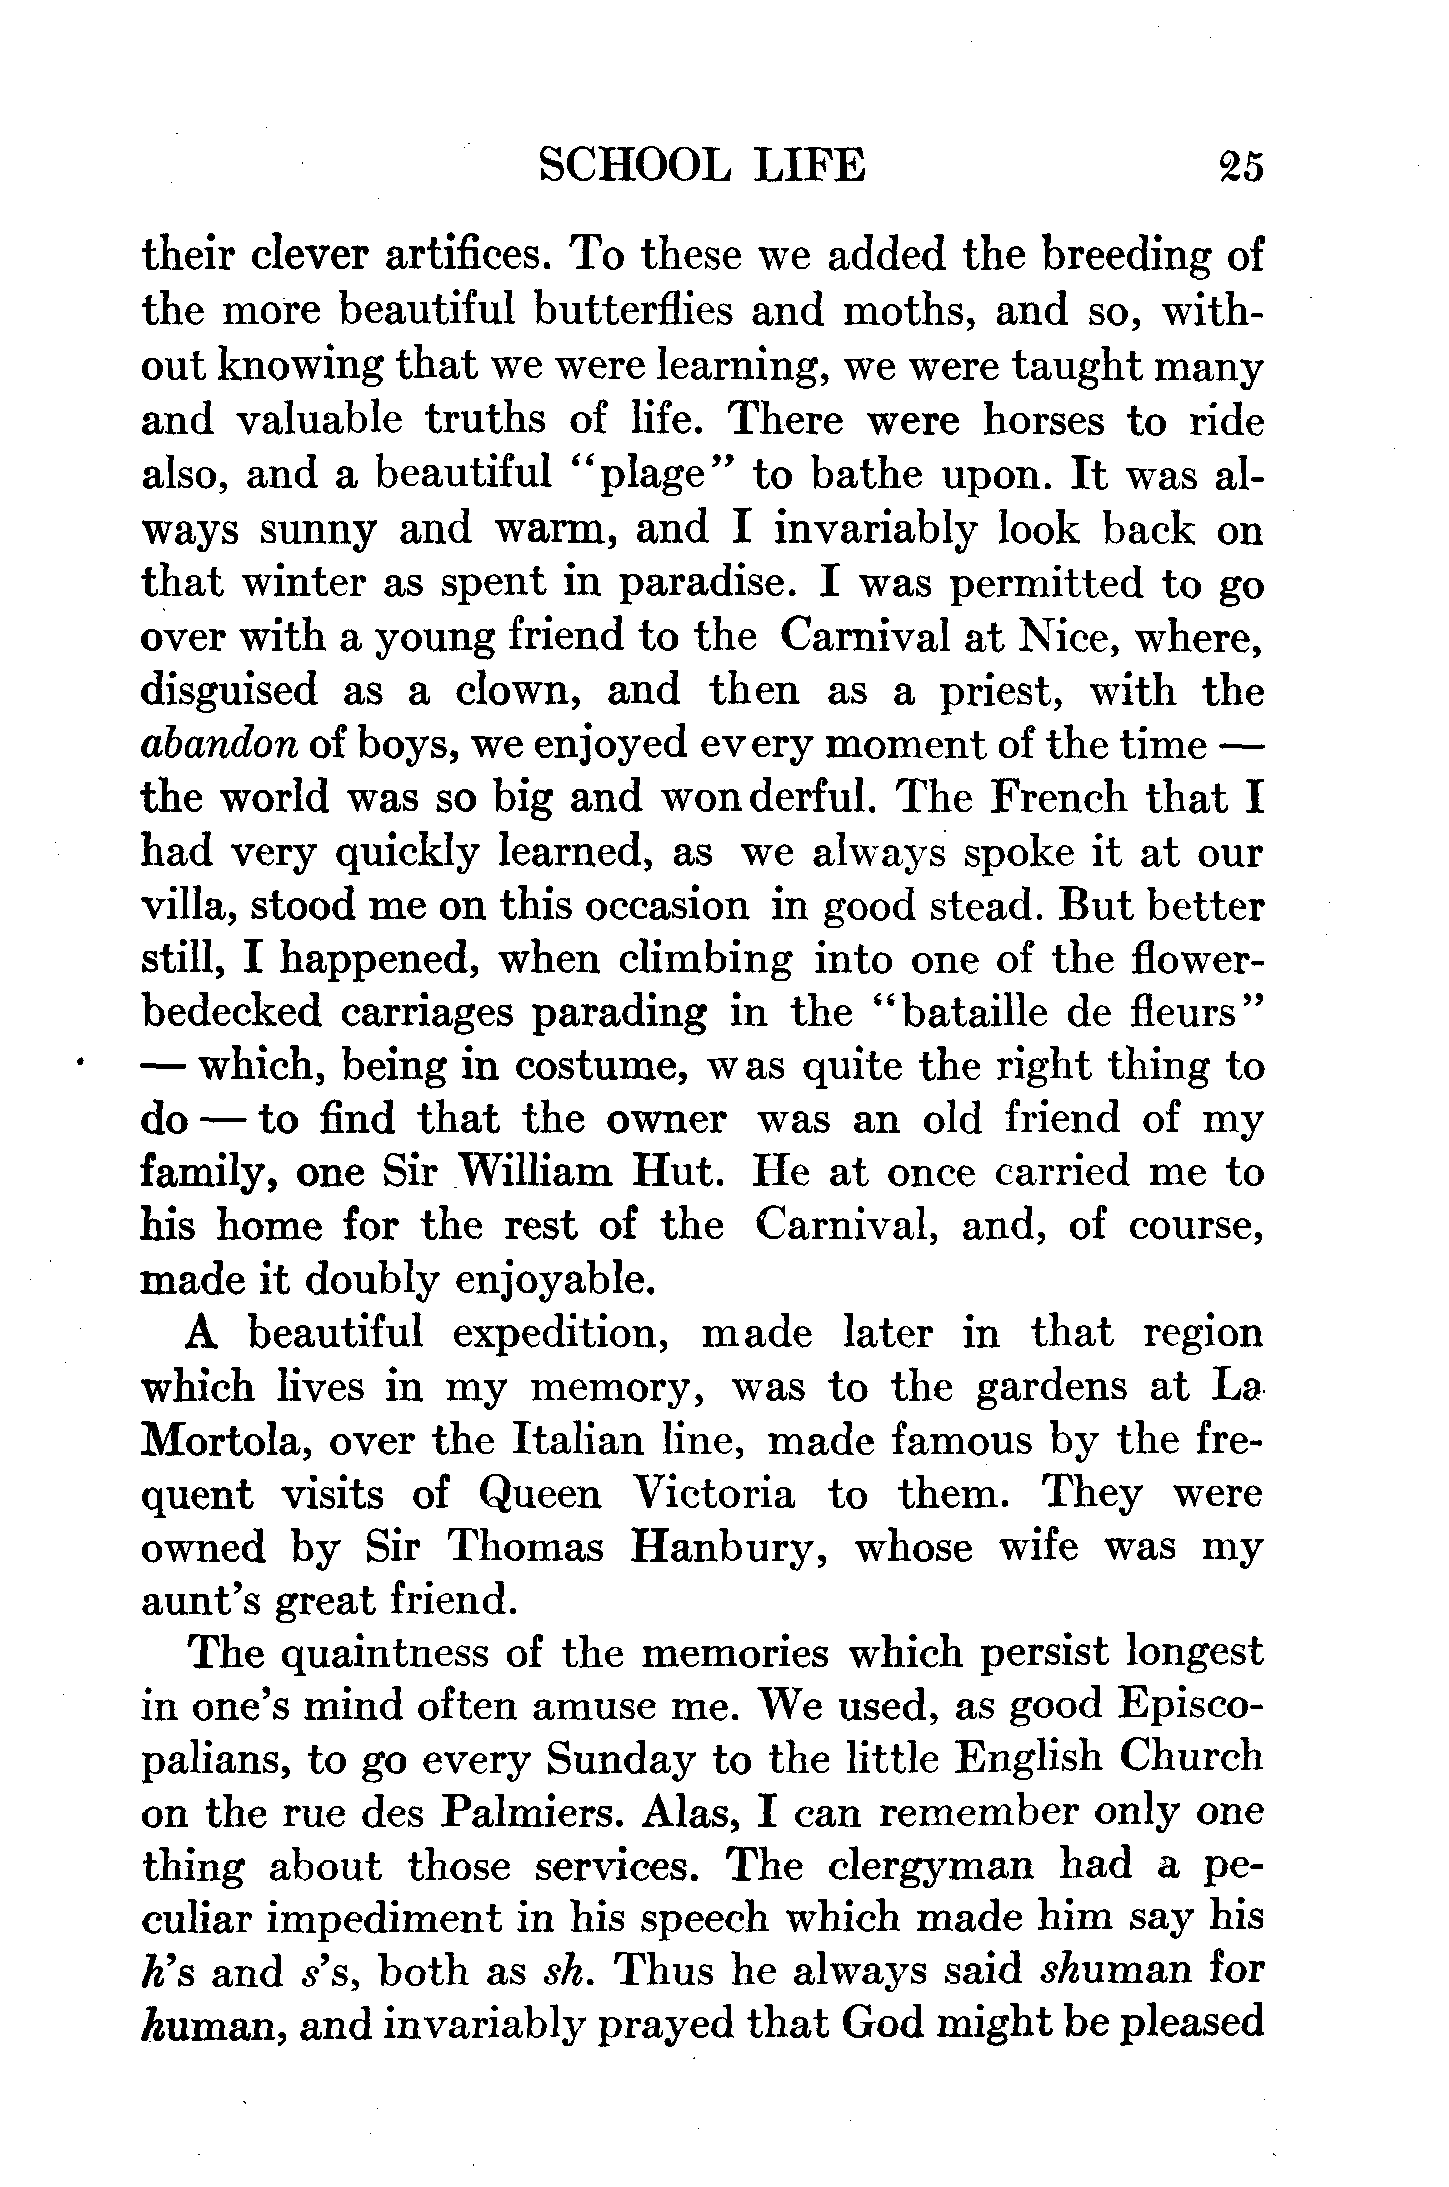 SCHOOL LIFE 25
their clever artifices. To these we added the breeding of
the more beautiful butterflies and moths, and so, with-
out knowing that we were learning, we were taught many
and valuable truths of life. There were horses to ride
also, and a beautiful "plage" to bathe upon. It was al-
ways sunny and warm, and I invariably look back on
that winter as spent in paradise. I was permitted to go
over with a young friend to the Carnival at Nice, where,
disguised as a clown, and then as a priest, with the
abandon of boys, we enjoyed every moment of the time —
the world was so big and wonderful. The French that I
had very quickly learned, as we always spoke it at our
villa, stood me on this occasion in good stead. But better
still, I happened, when climbing into one of the flower-
bedecked carriages parading in the "bataille de fleurs"
— which, being in costume, was quite the right thing to
do — to find that the owner was an old friend of my
family, one Sir William Hut. He at once carried me to
his home for the rest of the Carnival, and, of course,
made it doubly enjoyable.
A beautiful expedition, made later in that region
which lives in my memory, was to the gardens at La
Mortola, over the Italian line, made famous by the fre-
quent visits of Queen Victoria to them. They were
owned by Sir Thomas Hanbury, whose wife was my
aunt's great friend.
The quaintness of the memories which persist longest
in one's mind often amuse me. We used, as good Episco-
palians, to go every Sunday to the little English Church
on the rue des Palmiers. Alas, I can remember only one
thing about those services. The clergyman had a pe-
culiar impediment in his speech which made him say his
h's and s's, both as sh. Thus he always said shuman for
human, and invariably prayed that God might be pleased